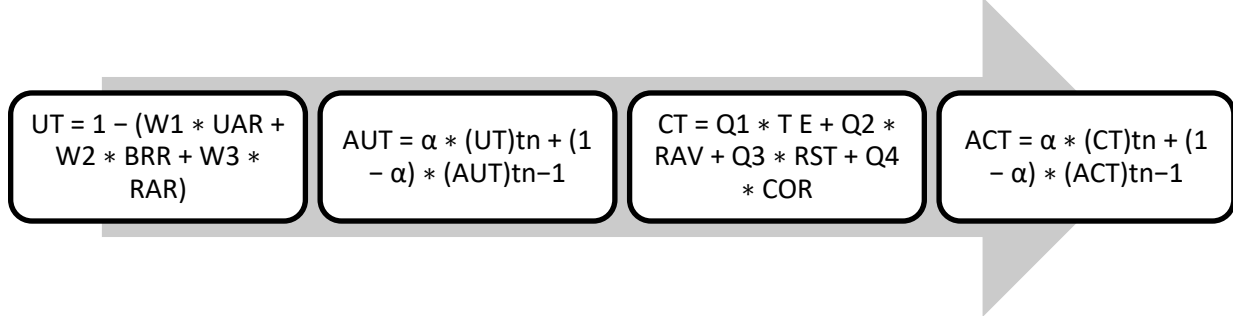 UT = 1 − (W1 ∗ UAR +
W2 ∗ BRR + W3 ∗
RAR)
AUT = α ∗ (UT)tn + (1
− α) ∗ (AUT)tn−1
CT = Q1 ∗ T E + Q2 ∗
RAV + Q3 ∗ RST + Q4
∗ COR
ACT = α ∗ (CT)tn + (1
− α) ∗ (ACT)tn−1